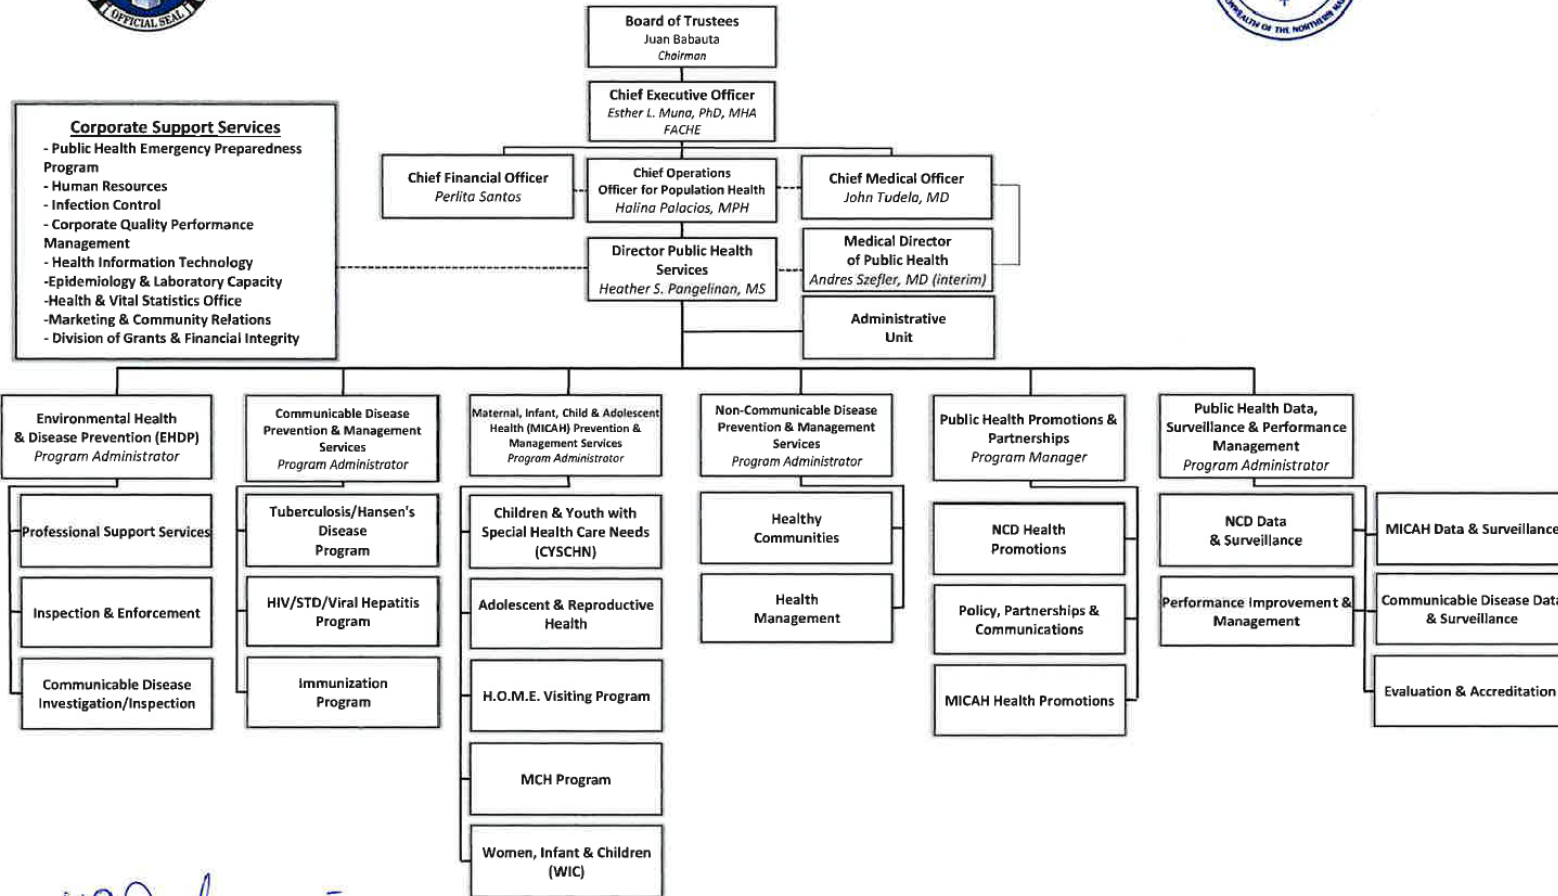 OFFICIAL SEAL
COMMONWEALTH OF THE NORTHERN
Board of Trustees
Juan Babauta
Chairman
Chief Executive Officer
Esther L. Muna, PhD, MHA
FACHE
Corporate Support Services
- Public Health Emergency Preparedness
Program
- Human Resources
- Infection Control
- Corporate Quality Performance
Management
- Health Information Technology
-Epidemiology & Laboratory Capacity
-Health & Vital Statistics Office
-Marketing & Community Relations
- Division of Grants & Financial Integrity
Chief Financial Officer
Perlita Santos
Chief Operations
Officer for Population Health
Halina Palacios, MPH
Chief Medical Officer
John Tudela, MD
Director Public Health
Services
Heather S. Pangelinan, MS
Medical Director
of Public Health
Andres Szefler, MD (interim)
Administrative
Unit
Environmental Health
& Disease Prevention (EHDP)
Program Administrator
Professional Support Services
Inspection & Enforcement
Communicable Disease
Investigation/Inspection
Communicable Disease
Prevention & Management
Services
Program Administrator
Tuberculosis/Hansen's
Disease
Program
HIV/STD/Viral Hepatitis
Program
Immunization
Program
Maternal, Infant, Child & Adolescent
Health (MICAH) Prevention &
Management Services
Program Administrator
Children & Youth with
Special Health Care Needs
(CYSCHN)
Adolescent & Reproductive
Health
H.O.M.E. Visiting Program
MCH Program
Women, Infant & Children
(WIC)
Non-Communicable Disease
Prevention & Management
Services
Program Administrator
Healthy
Communities
Health
Management
Public Health Promotions &
Partnerships
Program Manager
NCD Health
Promotions
Policy, Partnerships &
Communications
MICAH Health Promotions
Public Health Data,
Surveillance & Performance
Management
Program Administrator
NCD Data
& Surveillance
Performance Improvement &
Management
MICAH Data & Surveillance
Communicable Disease Data
& Surveillance
Evaluation & Accreditation